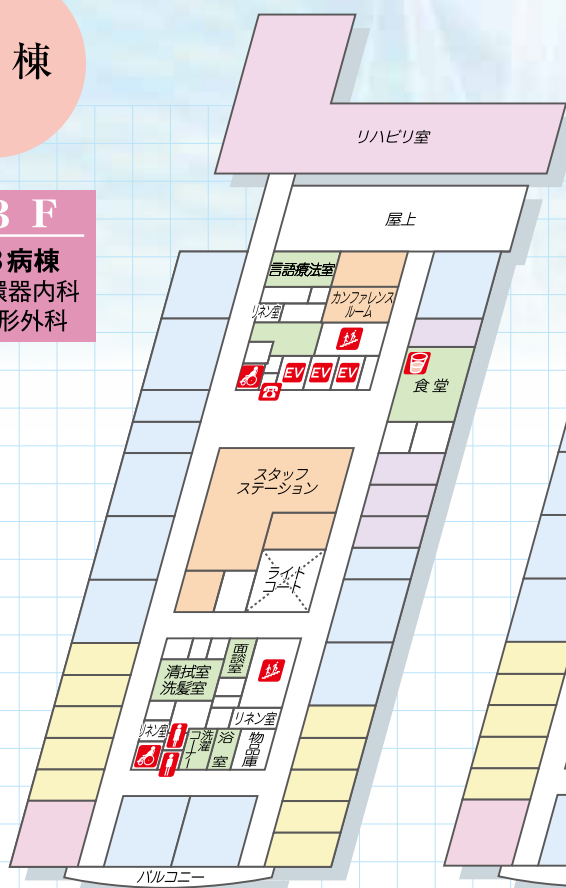 棟
3 F
病棟
器内科
形外科
リハビリ室
屋上
言語療法室
カンファレンス
ルーム
リネン室
EV EV EV
食堂
スタッフ
ステーション
ライト
コート
面談室
清拭室
洗髪室
リネン室
リネン室
洗濯
コーナー
浴室
物品庫
バルコニー